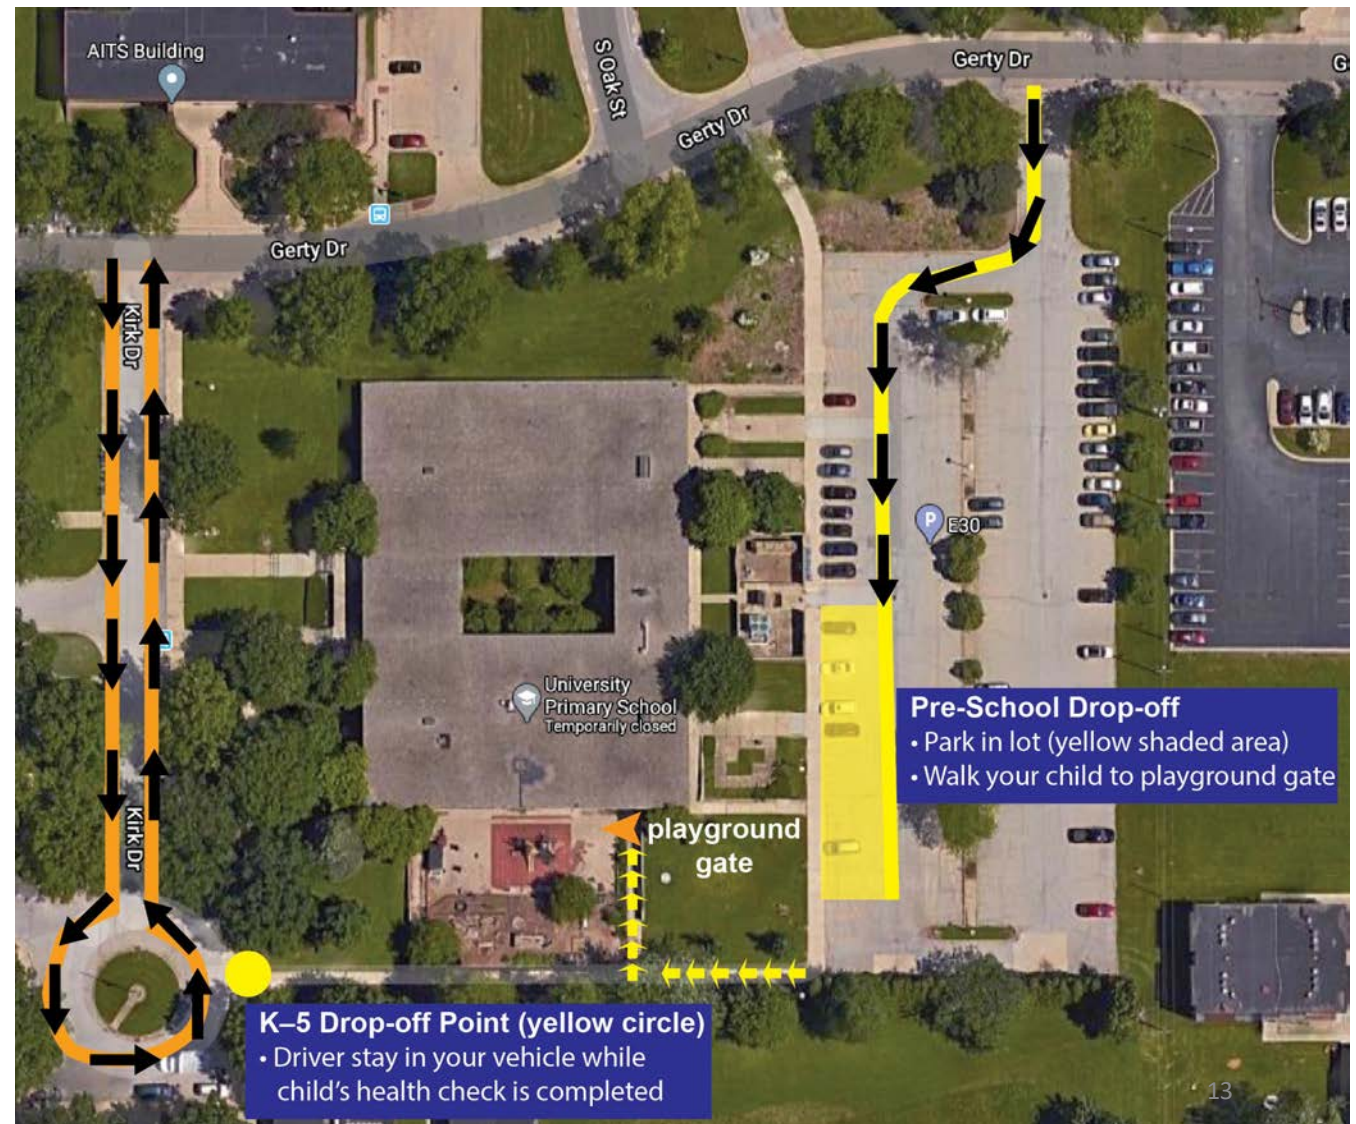 AITS Building
S Oak St
Gerty Dr
G
Gerty Dr
Gerty Dr
Kirk Dr
P E30
University
Primary School
Temporarily closed
Pre-School Drop-off
• Park in lot (yellow shaded area)
• Walk your child to playground gate
Kirk Dr
playground
gate
K–5 Drop-off Point (yellow circle)
• Driver stay in your vehicle while
child's health check is completed
13